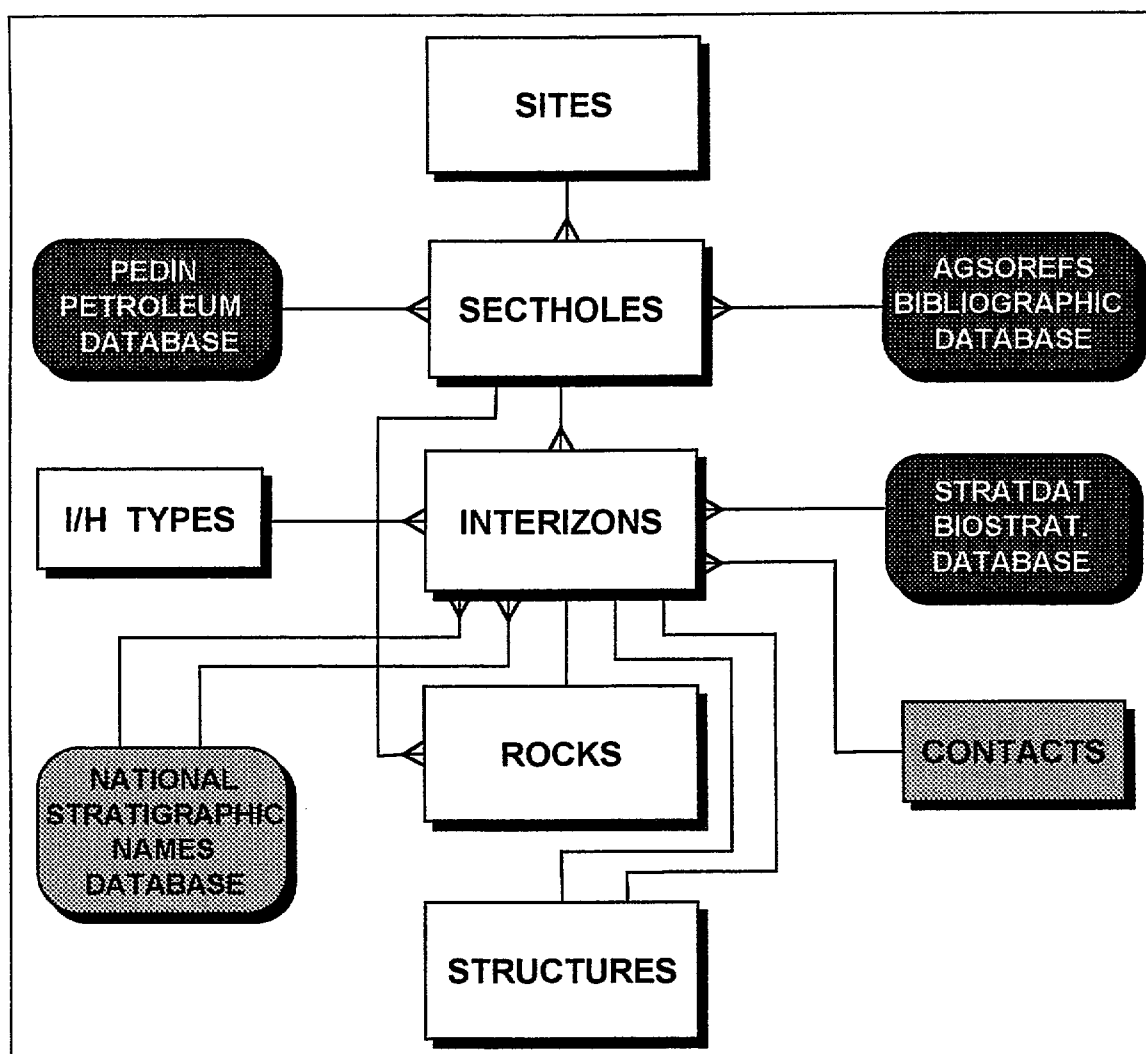 SITES
PEDIN
PETROLEUM
DATABASE
SECTHOLES
AGSOREFS
BIBLIOGRAPHIC
DATABASE
I/H TYPES
INTERIZONS
STRATDAT
BIOSTRAT.
DATABASE
ROCKS
CONTACTS
NATIONAL
STRATIGRAPHIC
NAMES
DATABASE
STRUCTURES